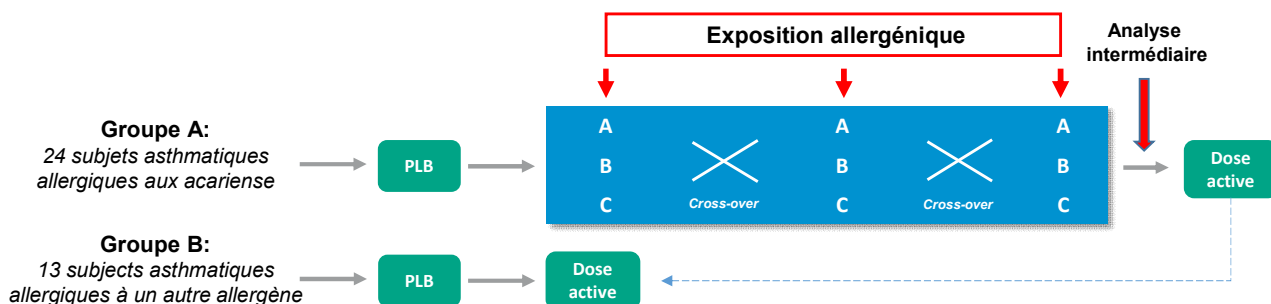 Exposition allergénique
Analyse
intermédiaire
Groupe A:
24 subjets asthmatiques
allergiques aux acariense
PLB
A A A
B B B
C Cross-over C Cross-over C
Dose
active
Groupe B:
13 subjects asthmatiques
allergiques à un autre allergène
PLB
Dose
active